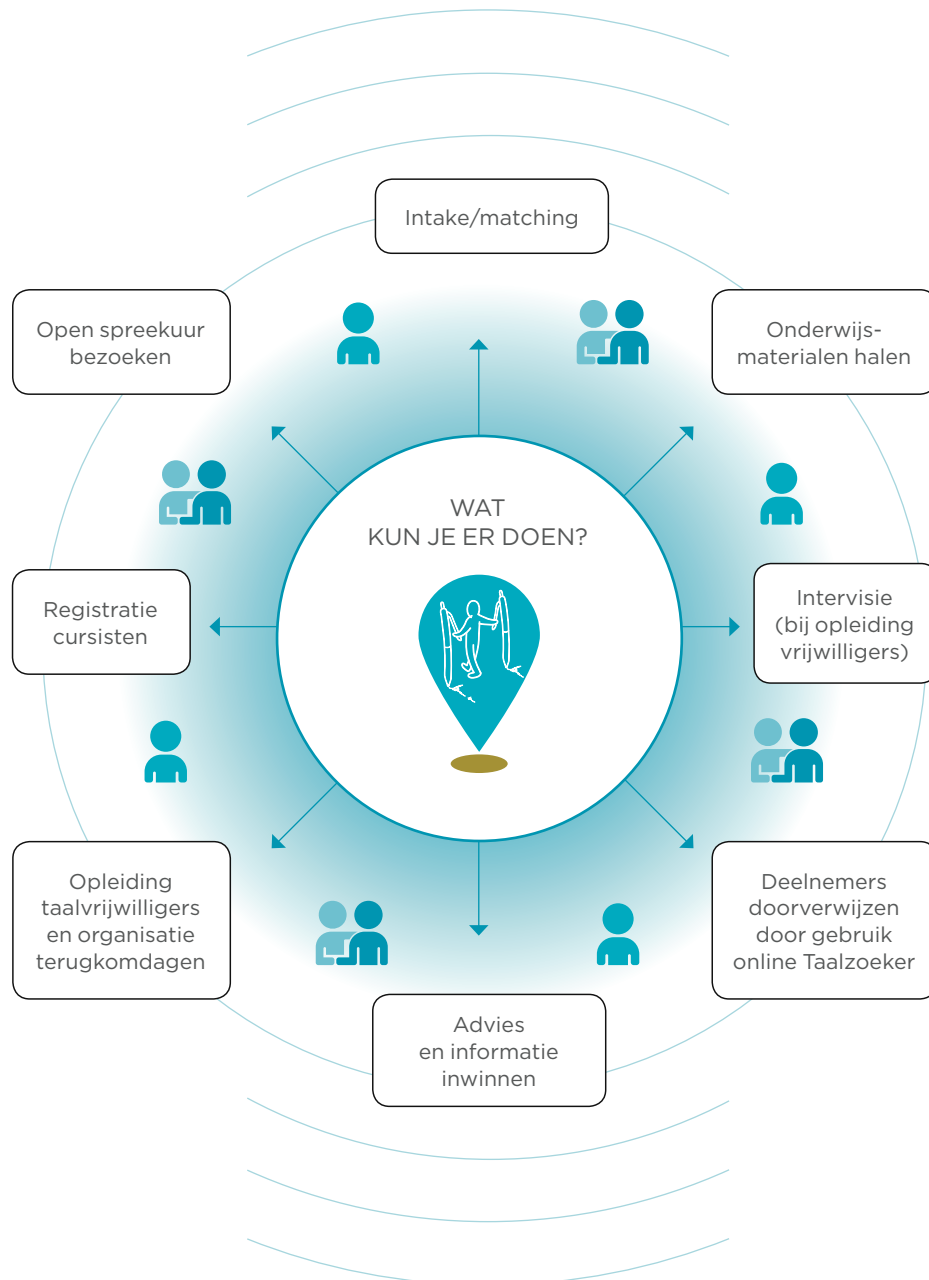 Intake/matching
Open spreekuur
bezoeken
Onderwijs-
materialen halen
WAT
KUN JE ER DOEN?
Registratie
cursisten
Intervisie
(bij opleiding
vrijwilligers)
Opleiding
taalvrijwilligers
en organisatie
terugkomdagen
Deelnemers
doorverwijzen
door gebruik
online Taalzoeker
Advies
en informatie
inwinnen